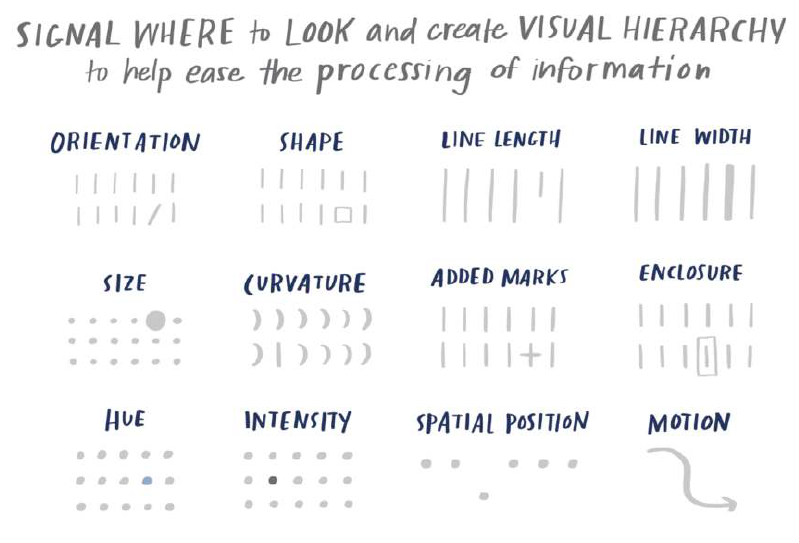 SIGNAL WHERE to LOOK and create VISUAL HIERARCHY
to help ease the processing of information
ORIENTATION
SHAPE
LINE LENGTH
LINE WIDTH
SIZE
CURVATURE
ADDED MARKS
ENCLOSURE
HUE
INTENSITY
SPATIAL POSITION
MOTION